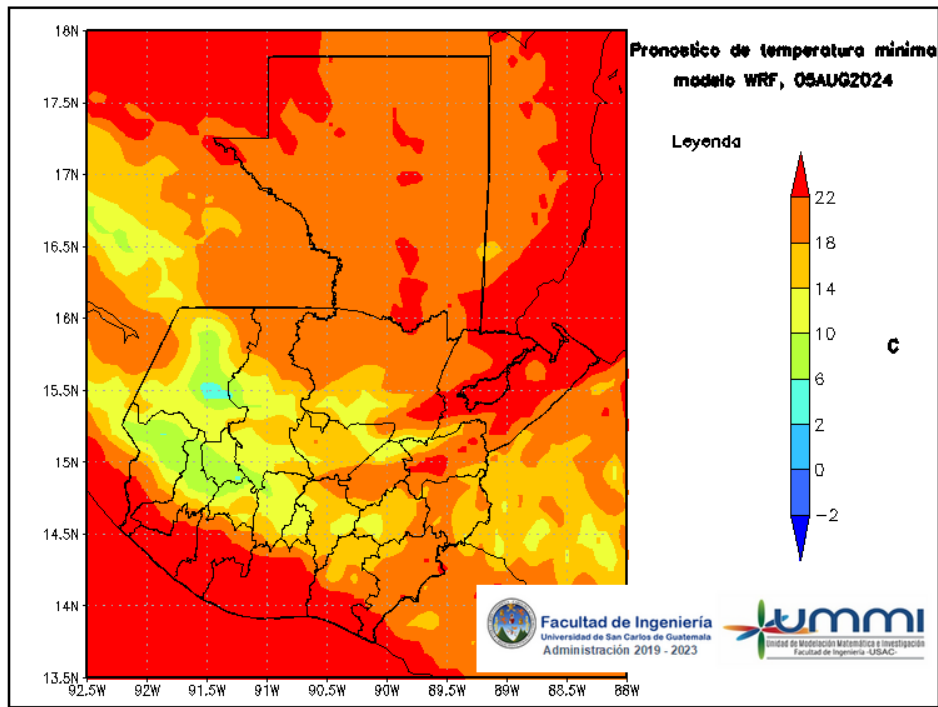 Pronostico de temperatura minima
modelo WRF, 05AUG2024
Leyenda
22
18
14
10
6
2
0
-2
C
18N
17.5N
17N
16.5N
16N
15.5N
15N
14.5N
14N
13.5N
92.5W
92W
91.5W
91W
90.5W
90W
89.5W
89W
88.5W
88W
Facultad de Ingeniería
Universidad de San Carlos de Guatemala
Administración 2019 - 2023
ummi
Unidad de Modelación Matemática e Investigación
Facultad de Ingeniería -USAC-